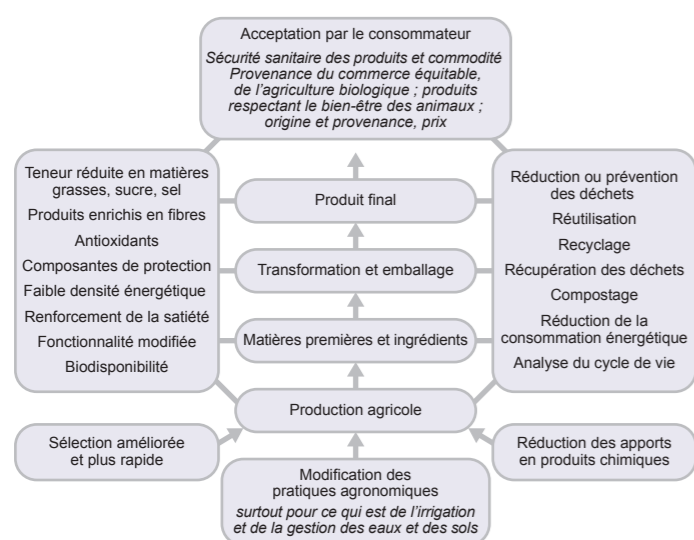 Acceptation par le consommateur
Sécurité sanitaire des produits et commodité
Provenance du commerce équitable,
de l'agriculture biologique ; produits
respectant le bien-être des animaux ;
origine et provenance, prix
Teneur réduite en matières
grasses, sucre, sel
Produits enrichis en fibres
Antioxidants
Composantes de protection
Faible densité énergétique
Renforcement de la satiété
Fonctionnalité modifiée
Biodisponibilité
Produit final
Transformation et emballage
Matières premières et ingrédients
Production agricole
Réduction ou prévention
des déchets
Réutilisation
Recyclage
Récupération des déchets
Compostage
Réduction de la
consommation énergétique
Analyse du cycle de vie
Sélection améliorée
et plus rapide
Modification des
pratiques agronomiques
surtout pour ce qui est de l'irrigation
et de la gestion des eaux et des sols
Réduction des apports
en produits chimiques